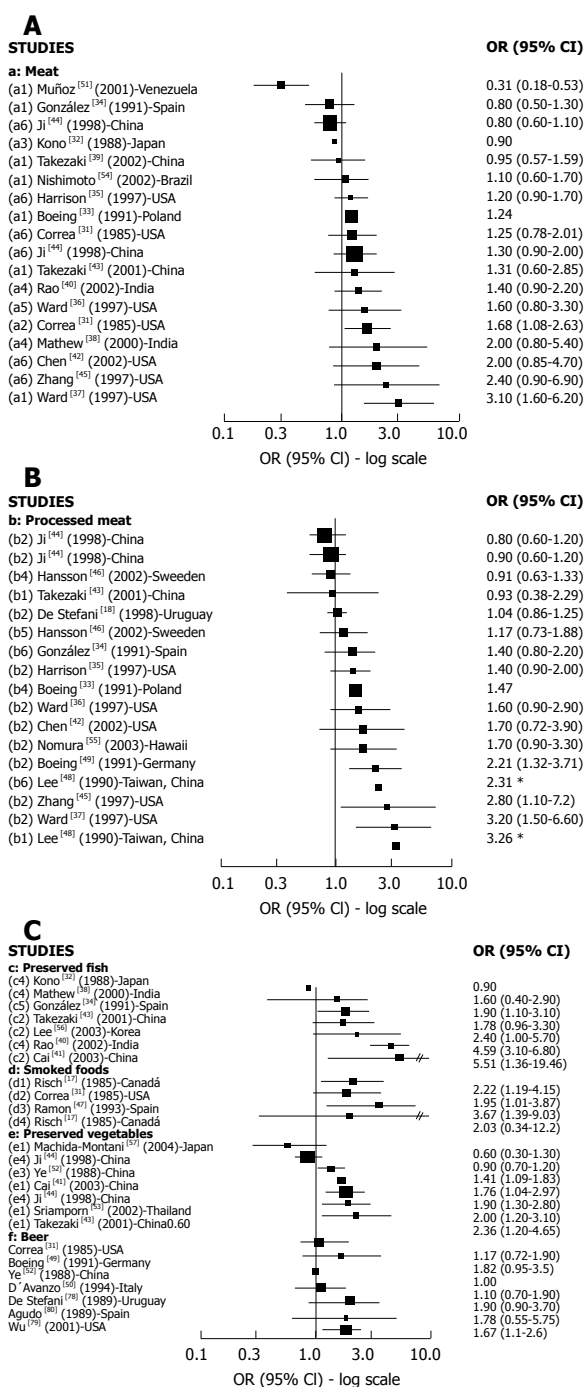 A
STUDIES OR (95% CI)
a: Meat
(a1) Muñoz [51] (2001)-Venezuela 0.31 (0.18-0.53)
(a1) González [34] (1991)-Spain 0.80 (0.50-1.30)
(a6) Ji [44] (1998)-China 0.80 (0.60-1.10)
(a3) Kono [32] (1988)-Japan 0.90
(a1) Takezaki [39] (2002)-China 0.95 (0.57-1.59)
(a1) Nishimoto [54] (2002)-Brazil 1.10 (0.60-1.70)
(a6) Harrison [35] (1997)-USA 1.20 (0.90-1.70)
(a1) Boeing [33] (1991)-Poland 1.24
(a6) Correa [31] (1985)-USA 1.25 (0.78-2.01)
(a6) Ji [44] (1998)-China 1.30 (0.90-2.00)
(a1) Takezaki [43] (2001)-China 1.31 (0.60-2.85)
(a4) Rao [40] (2002)-India 1.40 (0.90-2.20)
(a5) Ward [36] (1997)-USA 1.60 (0.80-3.30)
(a2) Correa [31] (1985)-USA 1.68 (1.08-2.63)
(a4) Mathew [38] (2000)-India 2.00 (0.80-5.40)
(a6) Chen [42] (2002)-USA 2.00 (0.85-4.70)
(a6) Zhang [45] (1997)-USA 2.40 (0.90-6.90)
(a1) Ward [37] (1997)-USA 3.10 (1.60-6.20)
0.1 0.3 1.0 3.0 10.0
OR (95% CI) - log scale
B
STUDIES OR (95% CI)
b: Processed meat
(b2) Ji [44] (1998)-China 0.80 (0.60-1.20)
(b2) Ji [44] (1998)-China 0.90 (0.60-1.20)
(b4) Hansson [46] (2002)-Sweeden 0.91 (0.63-1.33)
(b1) Takezaki [43] (2001)-China 0.93 (0.38-2.29)
(b2) De Stefani [18] (1998)-Uruguay 1.04 (0.86-1.25)
(b5) Hansson [46] (2002)-Sweeden 1.17 (0.73-1.88)
(b6) González [34] (1991)-Spain 1.40 (0.80-2.20)
(b2) Harrison [35] (1997)-USA 1.40 (0.90-2.00)
(b4) Boeing [33] (1991)-Poland 1.47
(b2) Ward [36] (1997)-USA 1.60 (0.90-2.90)
(b2) Chen [42] (2002)-USA 1.70 (0.72-3.90)
(b2) Nomura [55] (2003)-Hawaii 1.70 (0.90-3.30)
(b2) Boeing [49] (1991)-Germany 2.21 (1.32-3.71)
(b6) Lee [48] (1990)-Taiwan, China 2.31 *
(b2) Zhang [45] (1997)-USA 2.80 (1.10-7.2)
(b2) Ward [37] (1997)-USA 3.20 (1.50-6.60)
(b1) Lee [48] (1990)-Taiwan, China 3.26 *
0.1 0.3 1.0 3.0 10.0
OR (95% CI) - log scale
C
STUDIES OR (95% CI)
c: Preserved fish
(c4) Kono [32] (1988)-Japan 0.90
(c4) Mathew [38] (2000)-India 1.60 (0.40-2.90)
(c5) González [34] (1991)-Spain 1.90 (1.10-3.10)
(c2) Takezaki [43] (2001)-China 1.78 (0.96-3.30)
(c2) Lee [56] (2003)-Korea 2.40 (1.00-5.70)
(c4) Rao [40] (2002)-India 4.59 (3.10-6.80)
(c2) Cai [41] (2003)-China 5.51 (1.36-19.46)
d: Smoked foods
(d1) Risch [17] (1985)-Canadá 2.22 (1.19-4.15)
(d2) Correa [31] (1985)-USA 1.95 (1.01-3.87)
(d3) Ramon [47] (1993)-Spain 3.67 (1.39-9.03)
(d4) Risch [17] (1985)-Canadá 2.03 (0.34-12.2)
e: Preserved vegetables
(e1) Machida-Montani [57] (2004)-Japan 0.60 (0.30-1.30)
(e4) Ji [44] (1998)-China 0.90 (0.70-1.20)
(e3) Ye [52] (1988)-China 1.41 (1.09-1.83)
(e1) Cai [41] (2003)-China 1.76 (1.04-2.97)
(e4) Ji [44] (1998)-China 1.90 (1.30-2.80)
(e1) Sriamporn [53] (2002)-Thailand 2.00 (1.20-3.10)
(e1) Takezaki [43] (2001)-China0.60 2.36 (1.20-4.65)
f: Beer
Correa [31] (1985)-USA 1.17 (0.72-1.90)
Boeing [49] (1991)-Germany 1.82 (0.95-3.5)
Ye [52] (1988)-China 1.00
D´Avanzo [50] (1994)-Italy 1.10 (0.70-1.90)
De Stefani [78] (1989)-Uruguay 1.90 (0.90-3.70)
Agudo [80] (1989)-Spain 1.78 (0.55-5.75)
Wu [79] (2001)-USA 1.67 (1.1-2.6)
0.1 0.3 1.0 3.0 10.0
OR (95% CI) - log scale